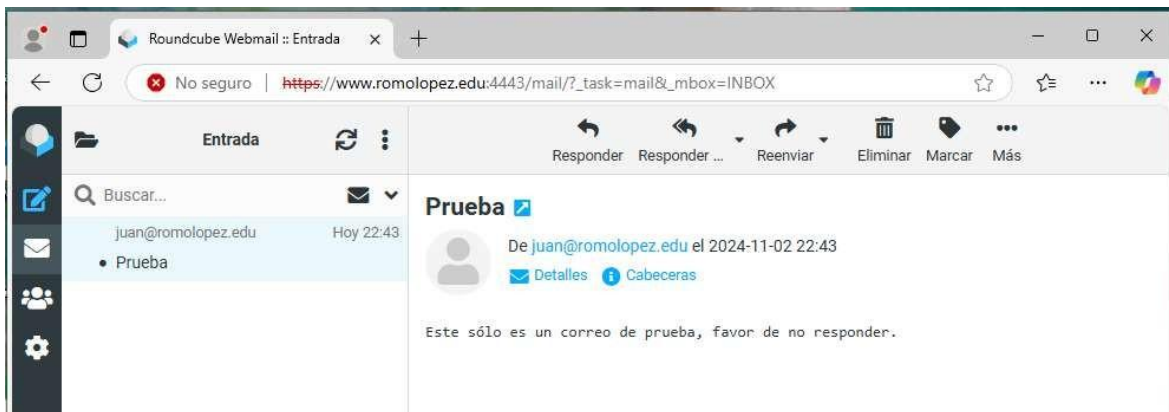 Roundcube Webmail :: Entrada
No seguro | https://www.romolopez.edu:4443/mail/?_task=mail&_mbox=INBOX
Entrada
Responder Responder ... Reenviar Eliminar Marcar Más
Buscar...
juan@romolopez.edu Hoy 22:43
• Prueba
Prueba
De juan@romolopez.edu el 2024-11-02 22:43
Detalles Cabeceras
Este sólo es un correo de prueba, favor de no responder.